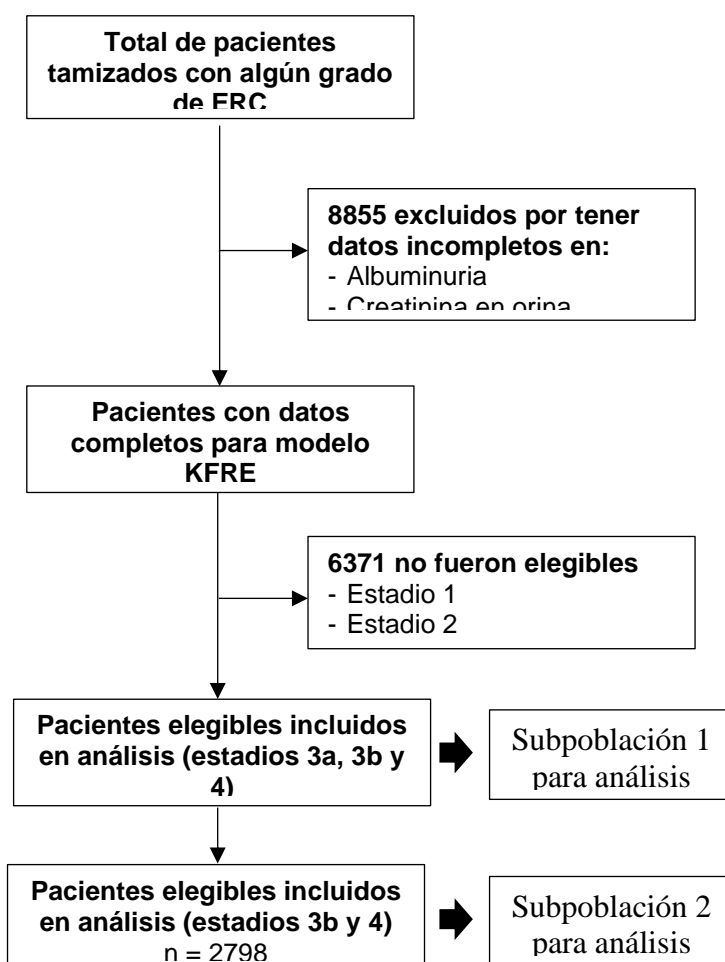 Total de pacientes
tamizados con algún grado
de ERC
8855 excluidos por tener
datos incompletos en:
- Albuminuria
- Creatinina en orina
Pacientes con datos
completos para modelo
KFRE
6371 no fueron elegibles
- Estadio 1
- Estadio 2
Pacientes elegibles incluidos
en análisis (estadios 3a, 3b y
4)
Subpoblación 1
para análisis
Pacientes elegibles incluidos
en análisis (estadios 3b y 4)
n = 2798
Subpoblación 2
para análisis